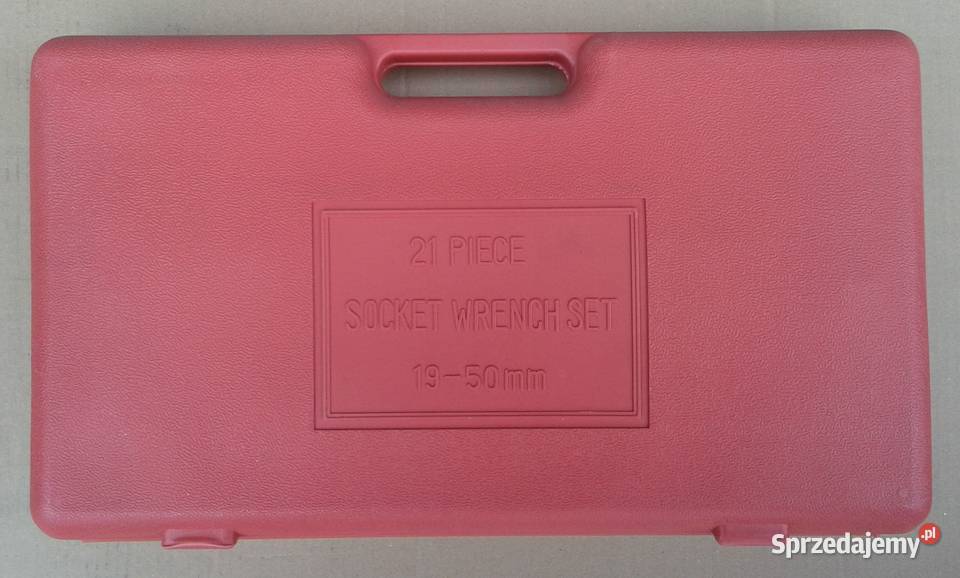 21 PIECE
SOCKET WRENCH SET
19-50mm
Sprzedajemy.pl